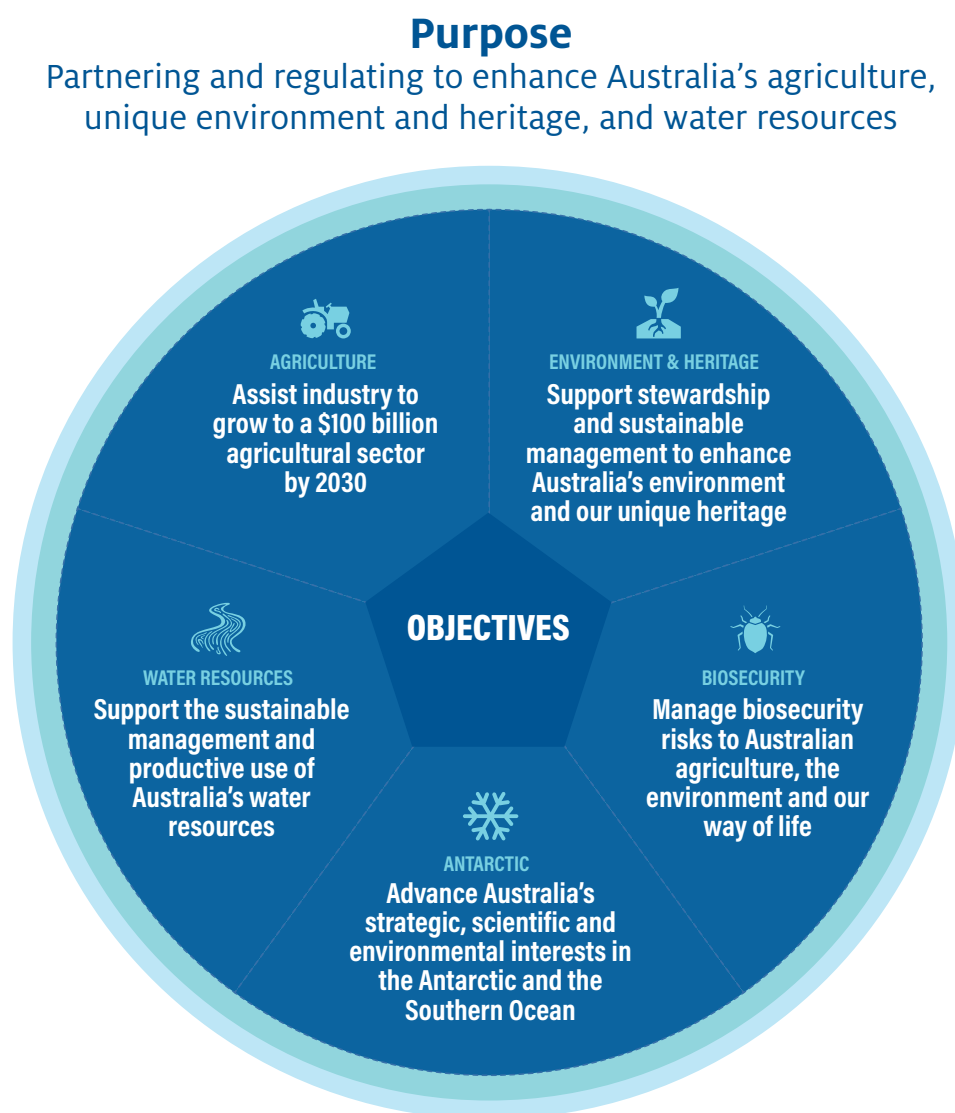 Purpose
Partnering and regulating to enhance Australia’s agriculture,
unique environment and heritage, and water resources
AGRICULTURE
Assist industry to
grow to a $100 billion
agricultural sector
by 2030
ENVIRONMENT & HERITAGE
Support stewardship
and sustainable
management to enhance
Australia’s environment
and our unique heritage
OBJECTIVES
WATER RESOURCES
Support the sustainable
management and
productive use of
Australia’s water
resources
BIOSECURITY
Manage biosecurity
risks to Australian
agriculture, the
environment and our
way of life
ANTARCTIC
Advance Australia’s
strategic, scientific and
environmental interests in
the Antarctic and the
Southern Ocean